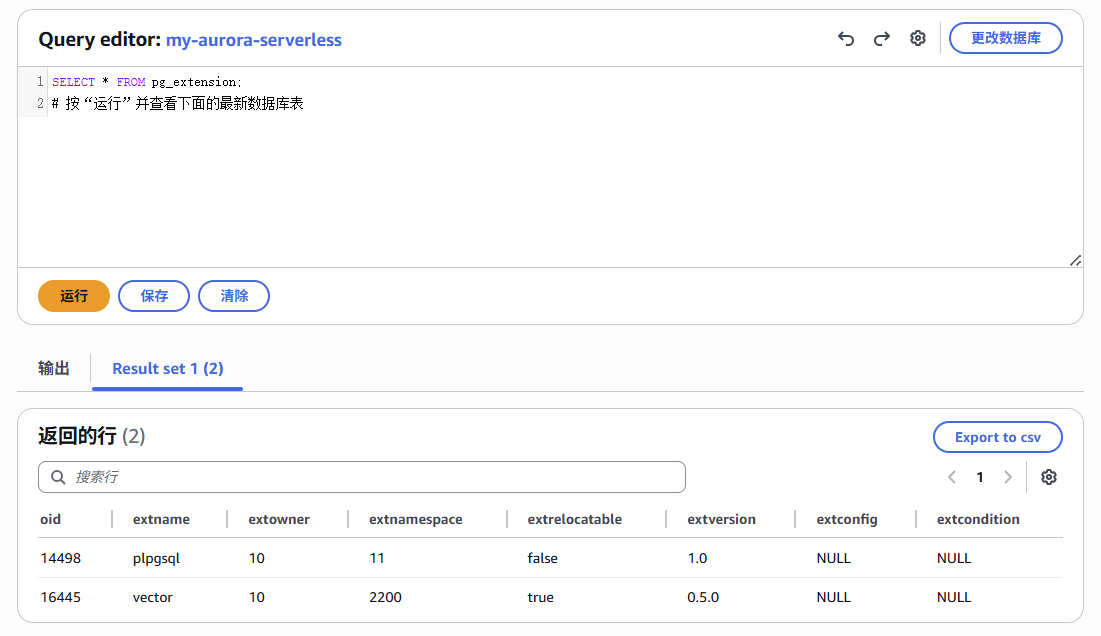 Query editor: my-aurora-serverless
更改数据库
1 SELECT * FROM pg_extension;
2 # 按“运行”并查看下面的最新数据库表
运行 保存 清除
输出 Result set 1 (2)
返回的行 (2)
Export to csv
搜索行
1
oid extname extowner extnamespace extrelocatable extversion extconfig extcondition
14498 plpgsql 10 11 false 1.0 NULL NULL
16445 vector 10 2200 true 0.5.0 NULL NULL